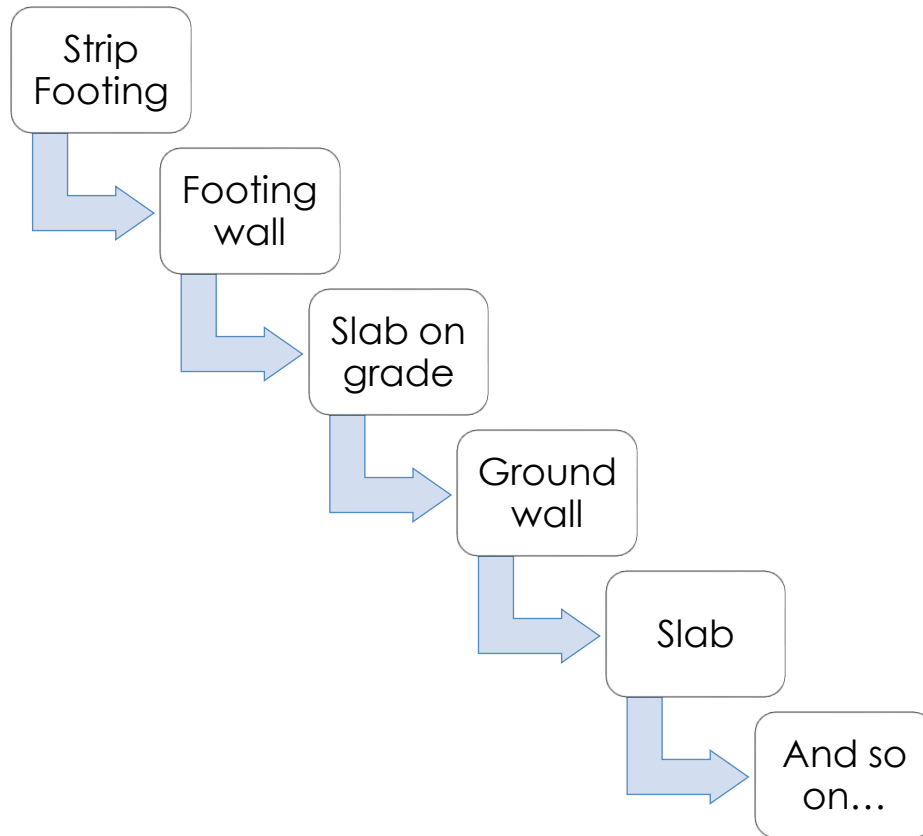 Strip
Footing
Footing
wall
Slab on
grade
Ground
wall
Slab
And so
on…